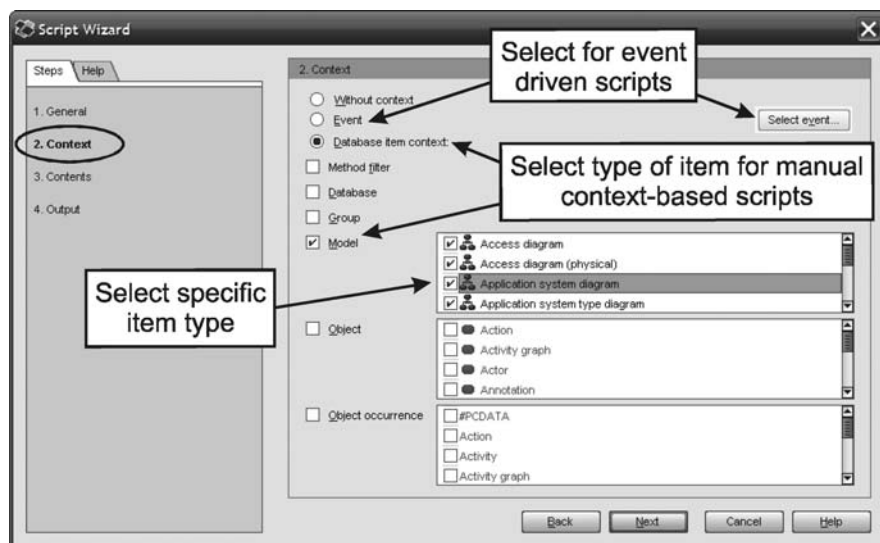 Script Wizard
Select for event
driven scripts
Steps
Help
1. General
2. Context
3. Contents
4. Output
2. Context
Without context
Event
Select event...
Database item context:
Select type of item for manual
context-based scripts
Method filter
Database
Group
Model
Access diagram
Access diagram (physical)
Application system diagram
Application system type diagram
Select specific
item type
Object
Action
Activity graph
Actor
Annotation
Object occurrence
#PCDATA
Action
Activity
Activity graph
Back
Next
Cancel
Help